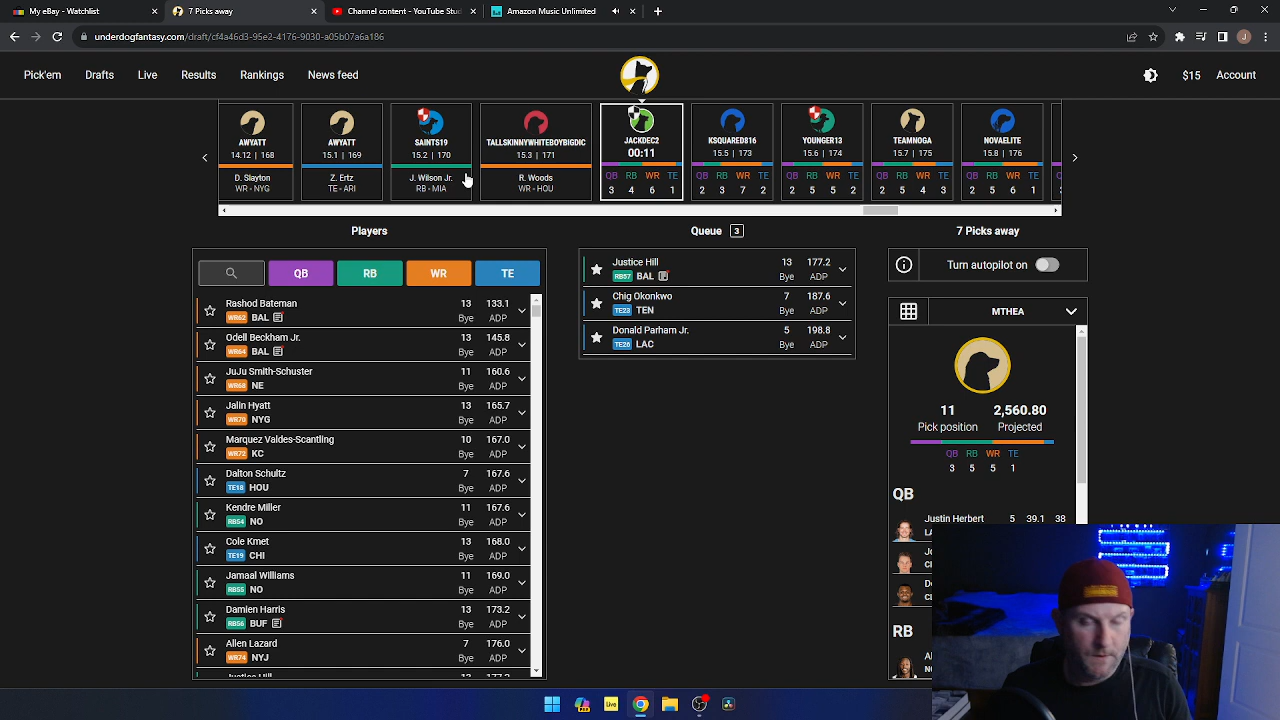 My eBay - Watchlist
7 Picks away
Channel content - YouTube Stud
Amazon Music Unlimited
underdogfantasy.com/draft/cf4a46d3-95e2-4176-9030-a05b07a6a186
J
Pick'em
Drafts
Live
Results
Rankings
News feed
$15
Account
AWYATT
14.12 | 168
D. Slayton
WR - NYG
AWYATT
15.1 | 169
Z. Ertz
TE - ARI
SAINTS19
15.2 | 170
J. Wilson Jr.
RB - MIA
TALLSKINNYWHITEBOYBIGDIC
15.3 | 171
R. Woods
WR - HOU
JACKDEC2
00:11
QB RB WR TE
3 4 6 1
KSQUARED816
15.5 | 173
QB RB WR TE
2 3 7 2
YOUNGER13
15.6 | 174
QB RB WR TE
2 5 5 2
TEAMNOGA
15.7 | 175
QB RB WR TE
2 5 4 3
NOVAELITE
15.8 | 176
QB RB WR TE
2 5 6 1
Players
Queue 3
7 Picks away
QB
RB
WR
TE
Rashod Bateman 13 133.1
WR62 BAL Bye ADP
Odell Beckham Jr. 13 145.8
WR64 BAL Bye ADP
JuJu Smith-Schuster 11 160.6
WR68 NE Bye ADP
Jalin Hyatt 13 165.7
WR70 NYG Bye ADP
Marquez Valdes-Scantling 10 167.0
WR72 KC Bye ADP
Dalton Schultz 7 167.6
TE18 HOU Bye ADP
Kendre Miller 11 167.6
RB54 NO Bye ADP
Cole Kmet 13 168.0
TE19 CHI Bye ADP
Jamaal Williams 11 169.0
RB55 NO Bye ADP
Damien Harris 13 173.2
RB56 BUF Bye ADP
Allen Lazard 7 176.0
WR74 NYJ Bye ADP
Justice Hill 13 177.2
Justice Hill 13 177.2
RB57 BAL Bye ADP
Chig Okonkwo 7 187.6
TE23 TEN Bye ADP
Donald Parham Jr. 5 198.8
TE26 LAC Bye ADP
Turn autopilot on
MTHEA
11 2,560.80
Pick position Projected
QB RB WR TE
3 5 5 1
QB
Justin Herbert 5 39.1 38
RB
Live